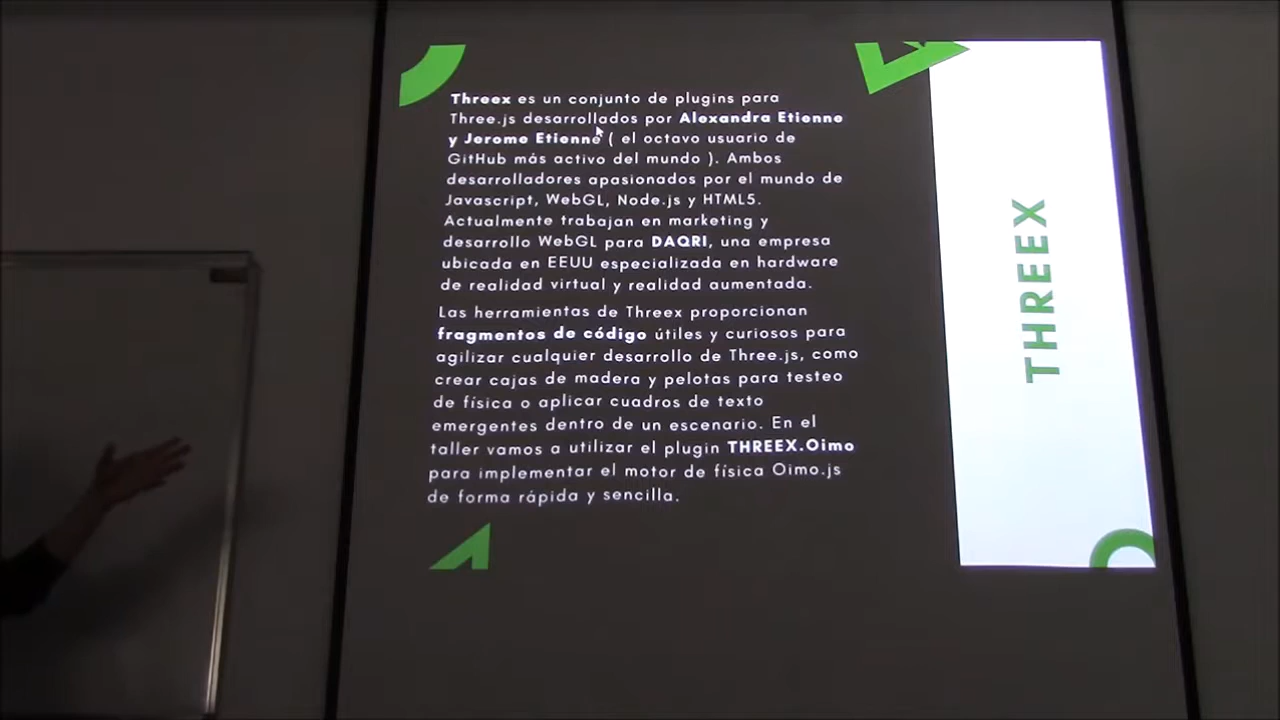 Threex es un conjunto de plugins para
Three.js desarrollados por Alexandra Etienne
y Jerome Etienne ( el octavo usuario de
GitHub más activo del mundo ). Ambos
desarrolladores apasionados por el mundo de
Javascript, WebGL, Node.js y HTML5.
Actualmente trabajan en marketing y
desarrollo WebGL para DAQRI, una empresa
ubicada en EEUU especializada en hardware
de realidad virtual y realidad aumentada.
Las herramientas de Threex proporcionan
fragmentos de código útiles y curiosos para
agilizar cualquier desarrollo de Three.js, como
crear cajas de madera y pelotas para testeo
de física o aplicar cuadros de texto
emergentes dentro de un escenario. En el
taller vamos a utilizar el plugin THREEX.Oimo
para implementar el motor de física Oimo.js
de forma rápida y sencilla.
THREEX